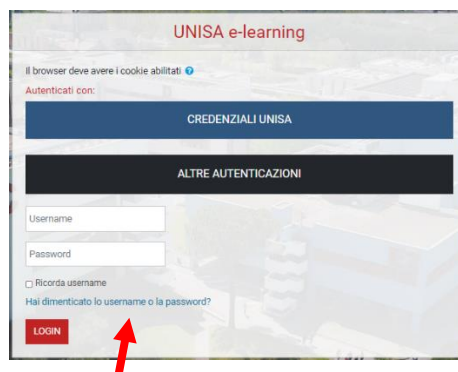 UNISA e-learning
Il browser deve avere i cookie abilitati
Autenticati con:
CREDENZIALI UNISA
ALTRE AUTENTICAZIONI
Username
Password
Ricorda username
Hai dimenticato lo username o la password?
LOGIN